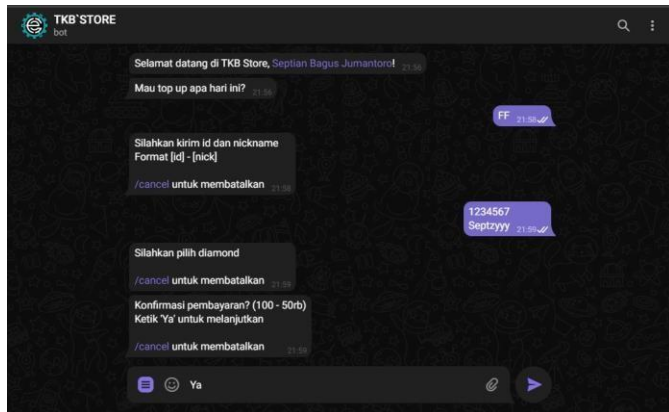 TKB`STORE
bot
Selamat datang di TKB Store, Septian Bagus Jumantoro! 21:56
Mau top up apa hari ini? 21:56
FF 21:58
Silahkan kirim id dan nickname
Format [id] - [nick]
/cancel untuk membatalkan 21:58
1234567
Septzyyy 21:59
Silahkan pilih diamond
/cancel untuk membatalkan 21:59
Konfirmasi pembayaran? (100 - 50rb)
Ketik 'Ya' untuk melanjutkan
/cancel untuk membatalkan 21:59
Ya